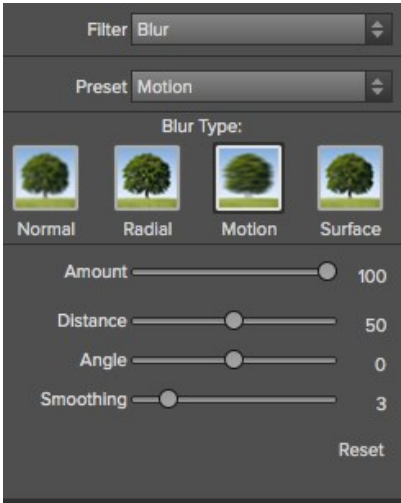 Filter Blur
Preset Motion
Blur Type:
Normal Radial Motion Surface
Amount 100
Distance 50
Angle 0
Smoothing 3
Reset